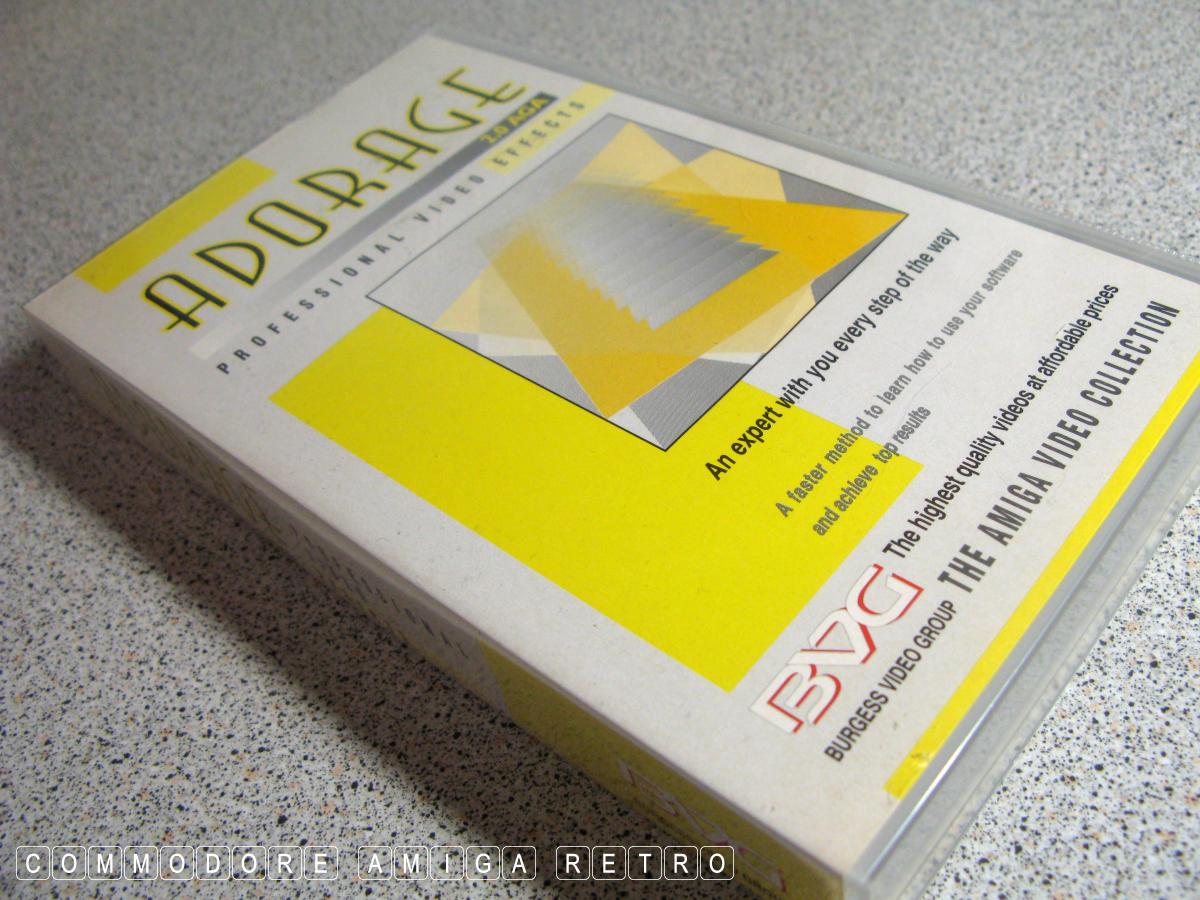 ADORAGE
2.0 AGA
PROFESSIONAL VIDEO EFFECTS
An expert with you every step of the way
A faster method to learn how to use your software
and achieve top results
BVG The highest quality videos at affordable prices
BURGESS VIDEO GROUP THE AMIGA VIDEO COLLECTION
COMMODORE AMIGA RETRO